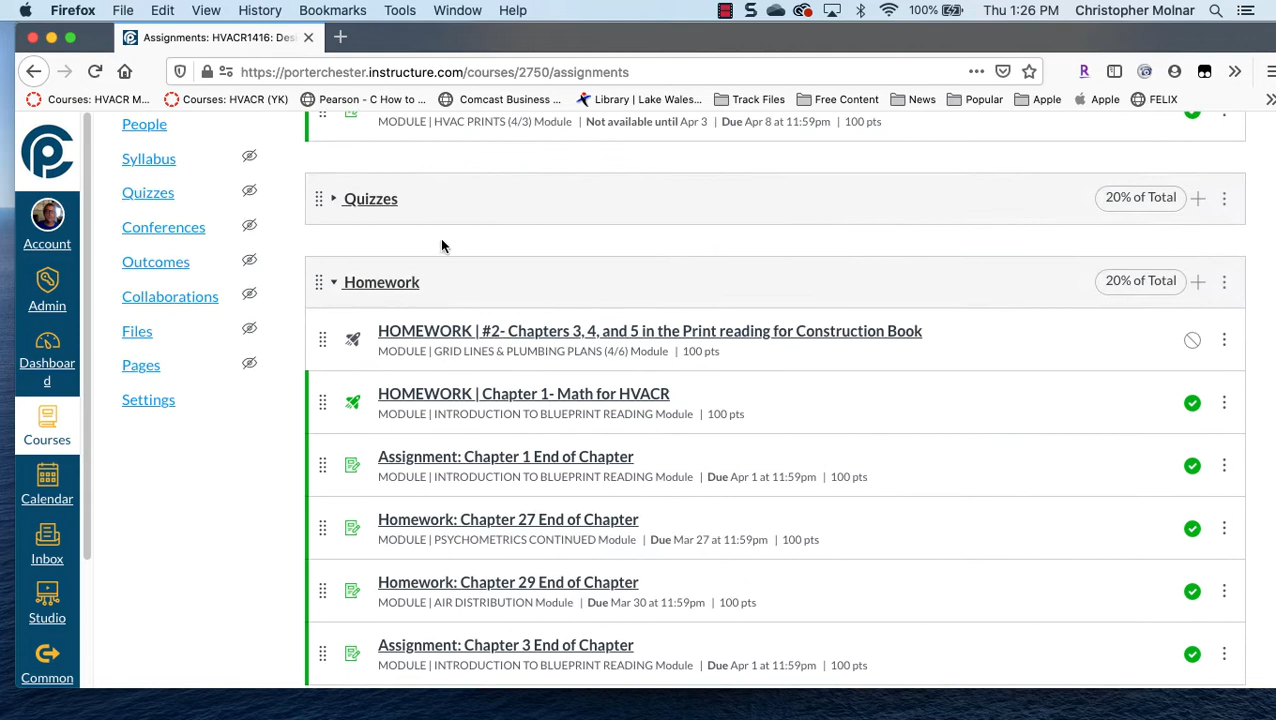 Firefox File Edit View History Bookmarks Tools Window Help 100% Thu 1:26 PM Christopher Molnar
Assignments: HVACR1416: Des
https://porterchester.instructure.com/courses/2750/assignments
Courses: HVACR M... Courses: HVACR (YK) Pearson - C How to ... Comcast Business ... Library | Lake Wales... Track Files Free Content News Popular Apple Apple FELIX
People
Syllabus
Quizzes
Conferences
Outcomes
Collaborations
Files
Pages
Settings
Account
Admin
Dashboar
d
Courses
Calendar
Inbox
Studio
Common
MODULE | HVAC PRINTS (4/3) Module | Not available until Apr 3 | Due Apr 8 at 11:59pm | 100 pts
Quizzes 20% of Total
Homework 20% of Total
HOMEWORK | #2- Chapters 3, 4, and 5 in the Print reading for Construction Book
MODULE | GRID LINES & PLUMBING PLANS (4/6) Module | 100 pts
HOMEWORK | Chapter 1- Math for HVACR
MODULE | INTRODUCTION TO BLUEPRINT READING Module | 100 pts
Assignment: Chapter 1 End of Chapter
MODULE | INTRODUCTION TO BLUEPRINT READING Module | Due Apr 1 at 11:59pm | 100 pts
Homework: Chapter 27 End of Chapter
MODULE | PSYCHOMETRICS CONTINUED Module | Due Mar 27 at 11:59pm | 100 pts
Homework: Chapter 29 End of Chapter
MODULE | AIR DISTRIBUTION Module | Due Mar 30 at 11:59pm | 100 pts
Assignment: Chapter 3 End of Chapter
MODULE | INTRODUCTION TO BLUEPRINT READING Module | Due Apr 1 at 11:59pm | 100 pts